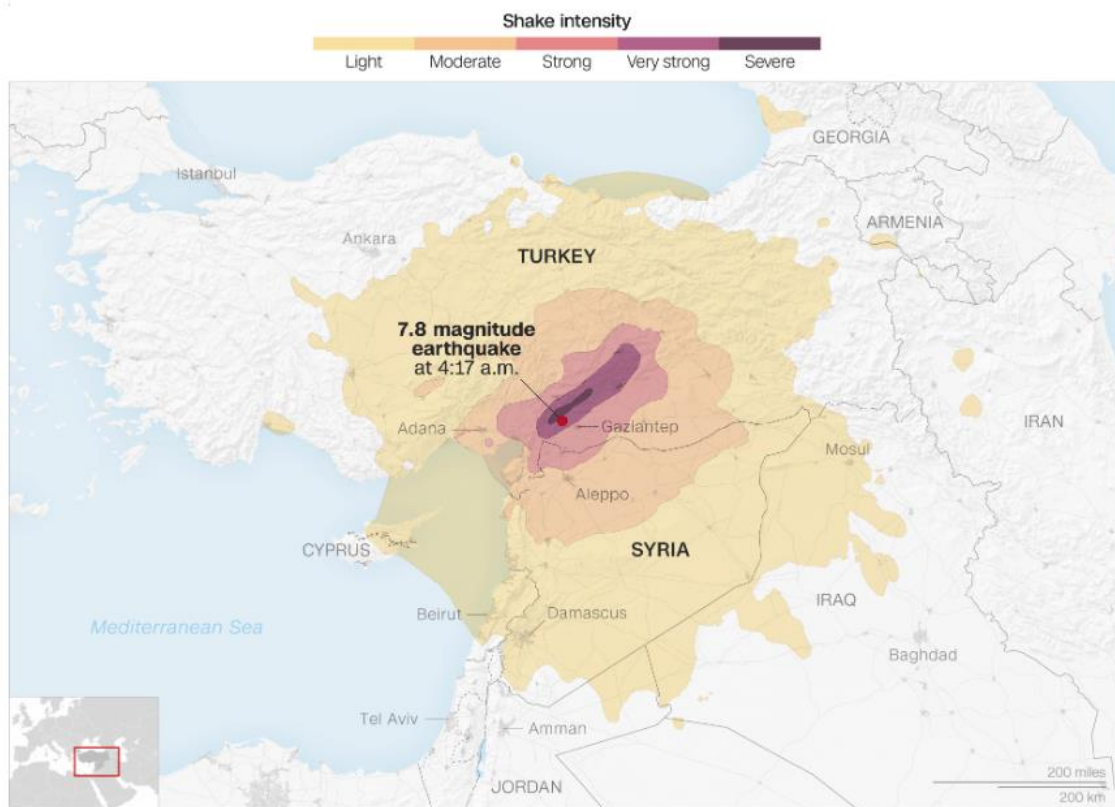 Shake intensity
Light Moderate Strong Very strong Severe
GEORGIA
Istanbul
ARMENIA
Ankara
TURKEY
7.8 magnitude
earthquake
at 4:17 a.m.
IRAN
Adana
Gaziantep
Mosul
Aleppo
CYPRUS
SYRIA
IRAQ
Beirut
Damascus
Mediterranean Sea
Baghdad
Tel Aviv
Amman
JORDAN
200 miles
200 km